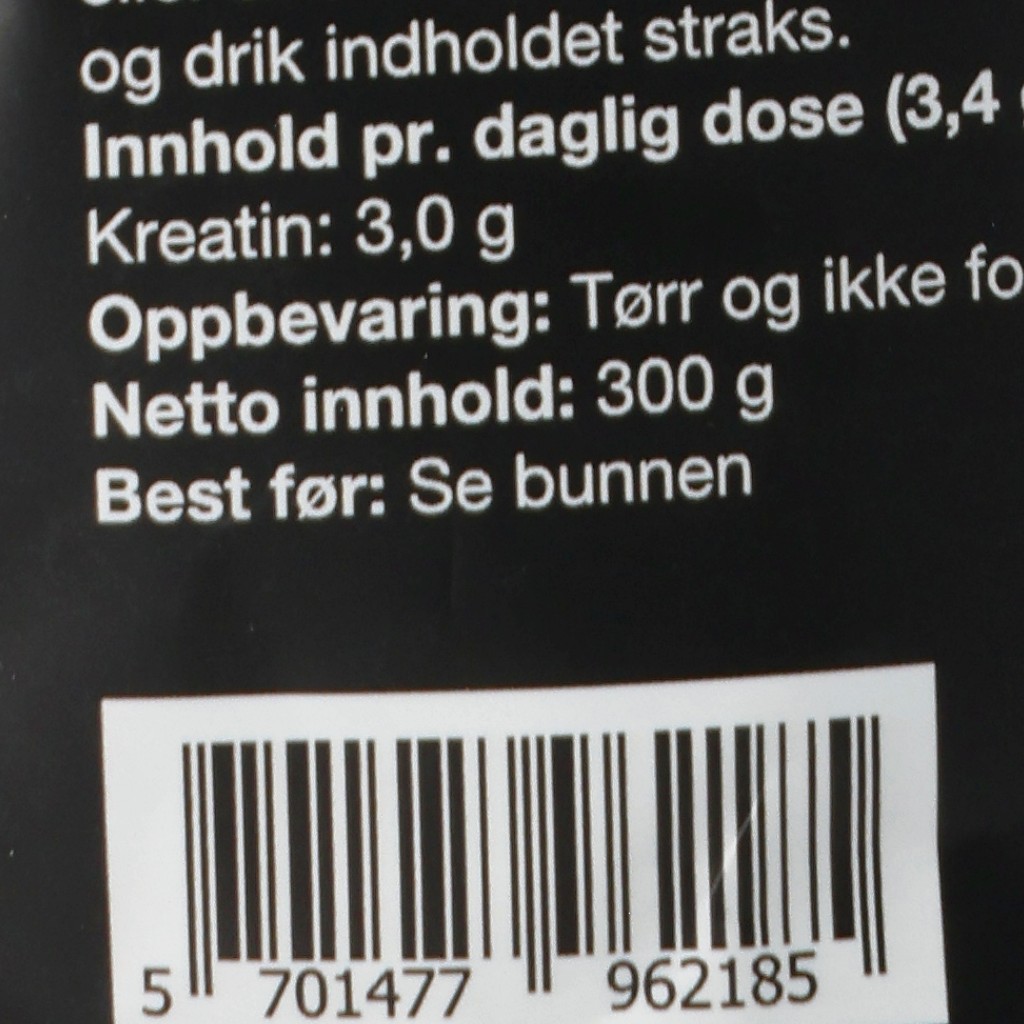 og drik indholdet straks.
Innhold pr. daglig dose (3,4
Kreatin: 3,0 g
Oppbevaring: Tørr og ikke fo
Netto innhold: 300 g
Best før: Se bunnen
5 701477 962185